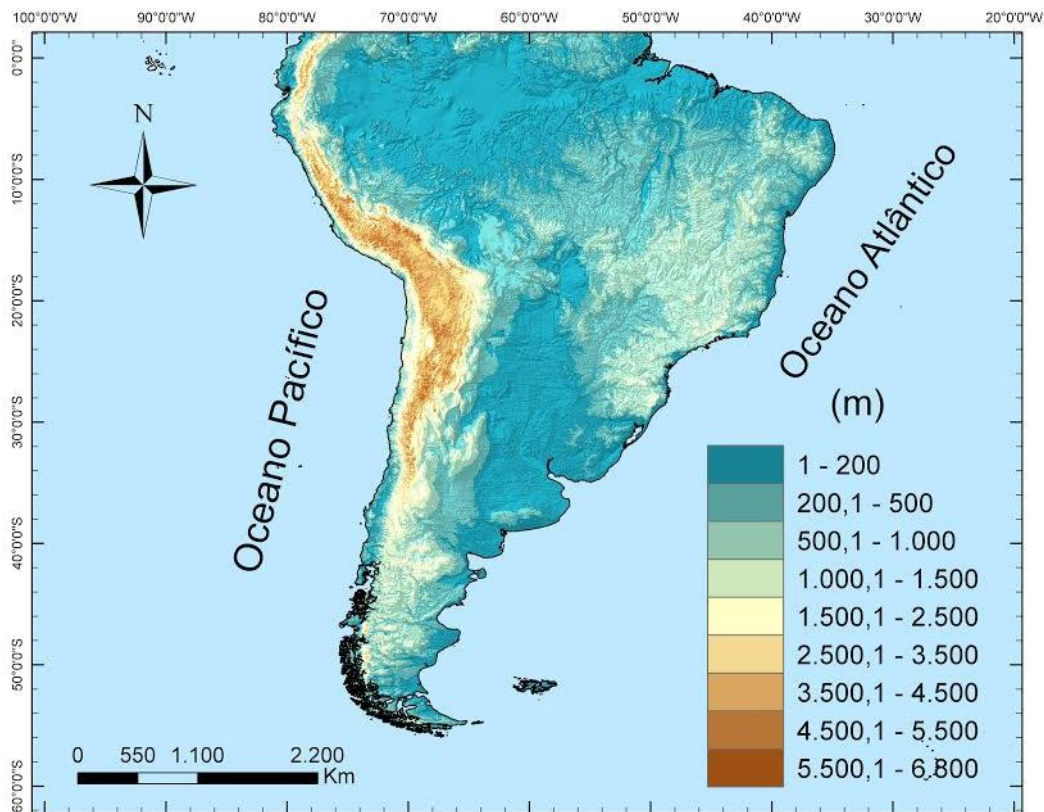 100°0'0"W 90°0'0"W 80°0'0"W 70°0'0"W 60°0'0"W 50°0'0"W 40°0'0"W 30°0'0"W 20°0'0"W
0°0'0"
N
10°0'0"S
20°0'0"S
30°0'0"S
40°0'0"S
50°0'0"S
60°0'0"S
Oceano Pacífico
Oceano Atlântico
(m)
1 - 200
200,1 - 500
500,1 - 1.000
1.000,1 - 1.500
1.500,1 - 2.500
2.500,1 - 3.500
3.500,1 - 4.500
4.500,1 - 5.500
5.500,1 - 6.800
0 550 1.100 2.200
Km